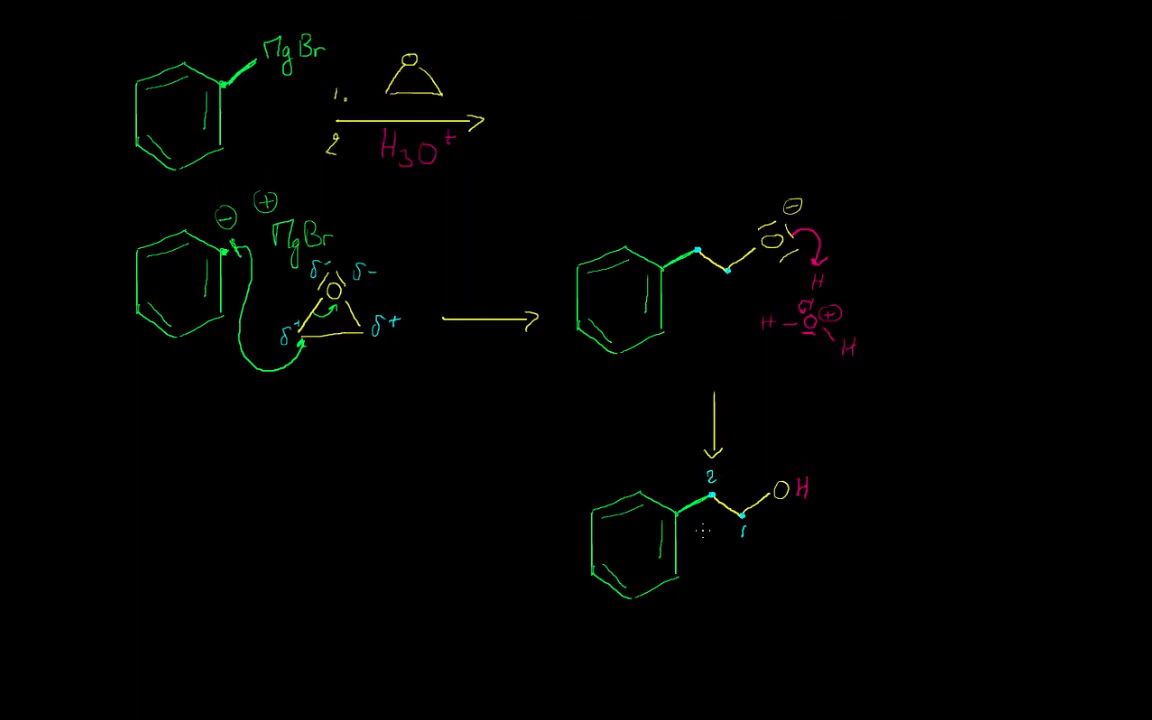 MgBr
O
1.
2
H3O+
⊖ ⊕
MgBr
δ- δ-
O
δ+ δ+
⊖
O
H
H - O ⊕
H
2
OH
1